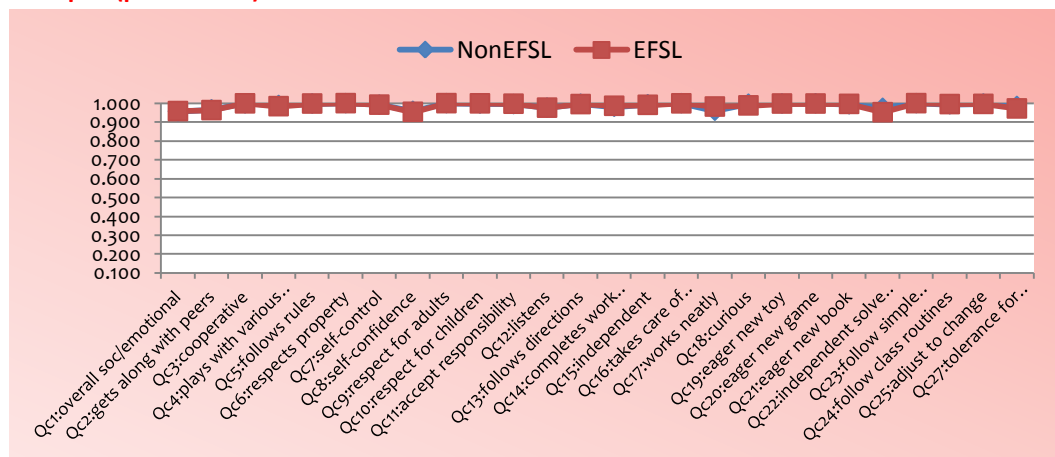 NonEFSL EFSL
1.000
0.900
0.800
0.700
0.600
0.500
0.400
0.300
0.200
0.100
Qc1:overall soc/emotional
Qc2:gets along with peers
Qc3:cooperative
Qc4:plays with various..
Qc5:follows rules
Qc6:respects property
Qc7:self-control
Qc8:self-confidence
Qc9:respect for adults
Qc10:respect for children
Qc11:accept responsibility
Qc12:listens
Qc13:follows directions
Qc14:completes work..
Qc15:independent
Qc16:takes care of..
Qc17:works neatly
Qc18:curious
Qc19:eager new toy
Qc20:eager new game
Qc21:eager new book
Qc22:independent solve..
Qc23:follow simple..
Qc24:follow class routines
Qc25:adjust to change
Qc27:tolerance for..